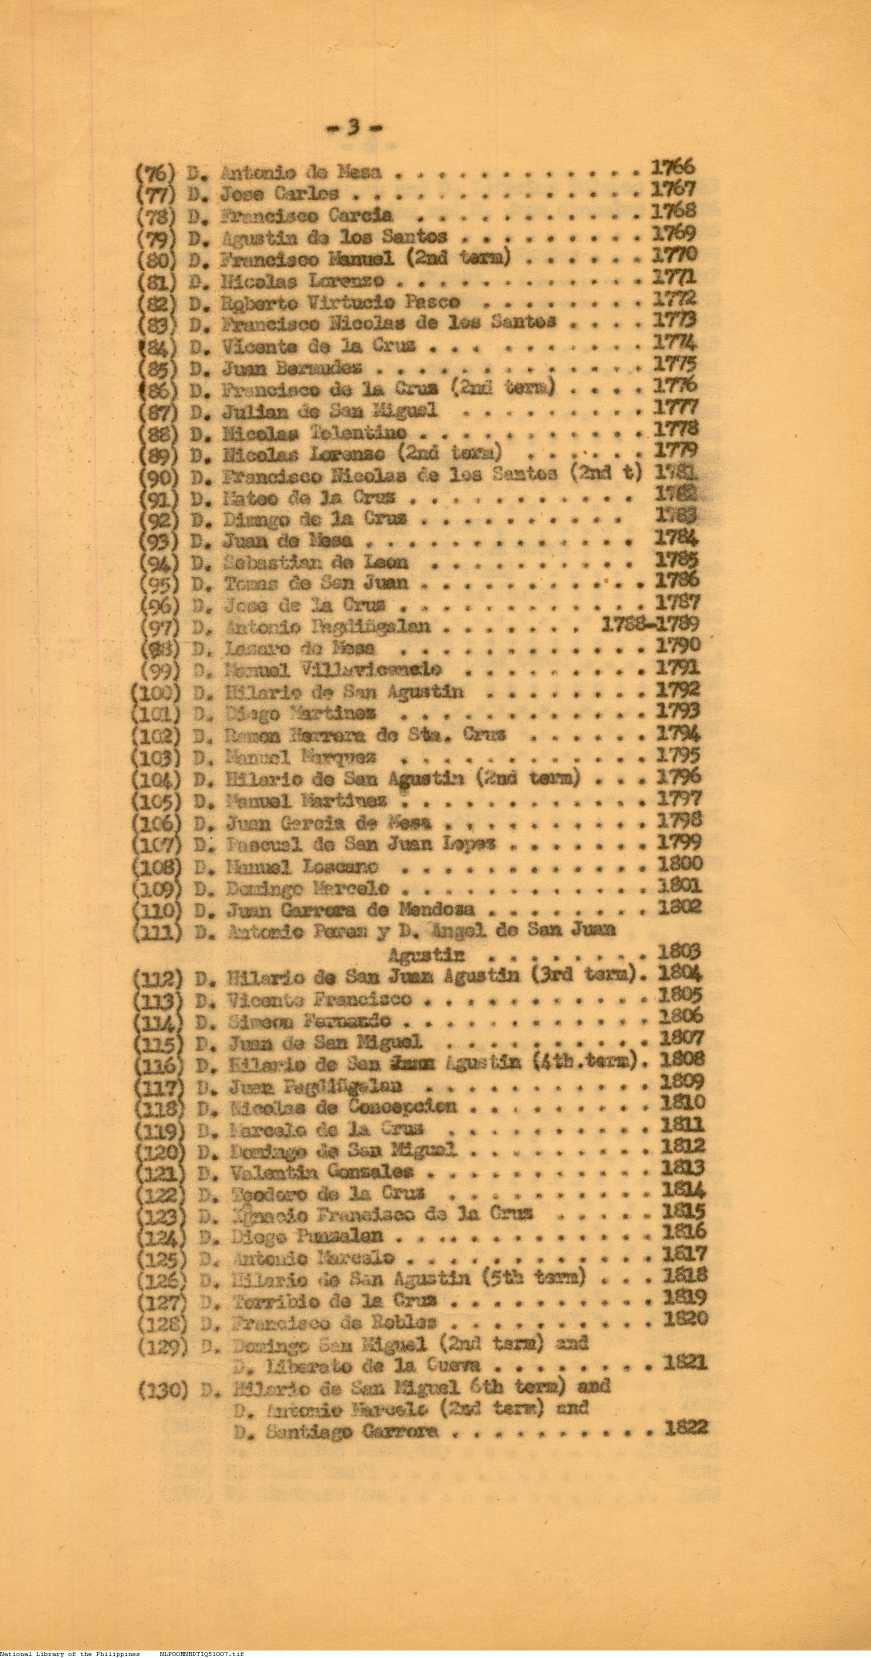 - 3 -
(76) D. Antonio de Mesa . . . . . . . . . . . . 1766
(77) D. Jose Carlos . . . . . . . . . . . . . . 1767
(78) D. Francisco Garcia . . . . . . . . . . . 1768
(79) D. Agustin de los Santos . . . . . . . . . 1769
(80) D. Francisco Manuel (2nd term) . . . . . . 1770
(81) D. Nicolas Lorenzo . . . . . . . . . . . . 1771
(82) D. Roberto Virtucio Pasco . . . . . . . . 1772
(83) D. Francisco Nicolas de los Santos . . . . 1773
(84) D. Vicente de la Cruz . . . . . . . . . . 1774
(85) D. Juan Bermudes . . . . . . . . . . . . . 1775
(86) D. Francisco de la Cruz (2nd term) . . . . 1776
(87) D. Julian de San Miguel . . . . . . . . . 1777
(88) D. Nicolas Tolentino . . . . . . . . . . . 1778
(89) D. Nicolas Lorenzo (2nd term) . . . . . . 1779
(90) D. Francisco Nicolas de los Santos (2nd t) 1781
(91) D. Mateo de la Cruz . . . . . . . . . . . 1782
(92) D. Dimngo de la Cruz . . . . . . . . . . 1783
(93) D. Juan de Mesa . . . . . . . . . . . . . 1784
(94) D. Sebastian de Leon . . . . . . . . . . 1785
(95) D. Tomas de San Juan . . . . . . . . . . . 1786
(96) D. Jose de la Cruz . . . . . . . . . . . . 1787
(97) D. Antonio Pagdiñgalan . . . . . . . 1788-1789
(98) D. Lazaro de Mesa . . . . . . . . . . . . 1790
(99) D. Manuel Villavicencio . . . . . . . . . 1791
(100) D. Hilario de San Agustin . . . . . . . . 1792
(101) D. Diego Martinez . . . . . . . . . . . . 1793
(102) D. Ramon Herrera de Sta. Cruz . . . . . . 1794
(103) D. Manuel Marquez . . . . . . . . . . . . 1795
(104) D. Hilario de San Agustin (2nd term) . . . 1796
(105) D. Manuel Martinez . . . . . . . . . . . . 1797
(106) D. Juan Garcia de Mesa . . . . . . . . . . 1798
(107) D. Pascual de San Juan Lopez . . . . . . . 1799
(108) D. Manuel Loscano . . . . . . . . . . . . 1800
(109) D. Domingo Marcelo . . . . . . . . . . . . 1801
(110) D. Juan Garrora de Mendoza . . . . . . . . 1802
(111) D. Antonio Perez y D. Angel de San Juan
Agustin . . . . . . . . 1803
(112) D. Hilario de San Juan Agustin (3rd term). 1804
(113) D. Vicente Francisco . . . . . . . . . . . 1805
(114) D. Simeon Fernando . . . . . . . . . . . . 1806
(115) D. Juan de San Miguel . . . . . . . . . . 1807
(116) D. Hilario de San Juan Agustin (4th.term). 1808
(117) D. Juan Pagdiñgalan . . . . . . . . . . . 1809
(118) D. Nicolas de Concepcion . . . . . . . . . 1810
(119) D. Marcelo de la Cruz . . . . . . . . . . 1811
(120) D. Domingo de San Miguel . . . . . . . . . 1812
(121) D. Valentin Gonzales . . . . . . . . . . . 1813
(122) D. Teodoro de la Cruz . . . . . . . . . . 1814
(123) D. Ignacio Francisco de la Cruz . . . . . 1815
(124) D. Diego Punzalan . . . . . . . . . . . . 1816
(125) D. Antonio Marcelo . . . . . . . . . . . . 1817
(126) D. Hilario de San Agustin (5th term) . . . 1818
(127) D. Torribio de la Cruz . . . . . . . . . . 1819
(128) D. Francisco de Robles . . . . . . . . . . 1820
(129) D. Domingo San Miguel (2nd term) and
D. Liberato de la Cueva . . . . . . . . 1821
(130) D. Hilario de San Miguel 6th term) and
D. Antonio Marcelo (2nd term) and
D. Santiago Garrora . . . . . . . . . . 1822
National Library of the Philippines NLPOOMNBDTIQ51007.tif